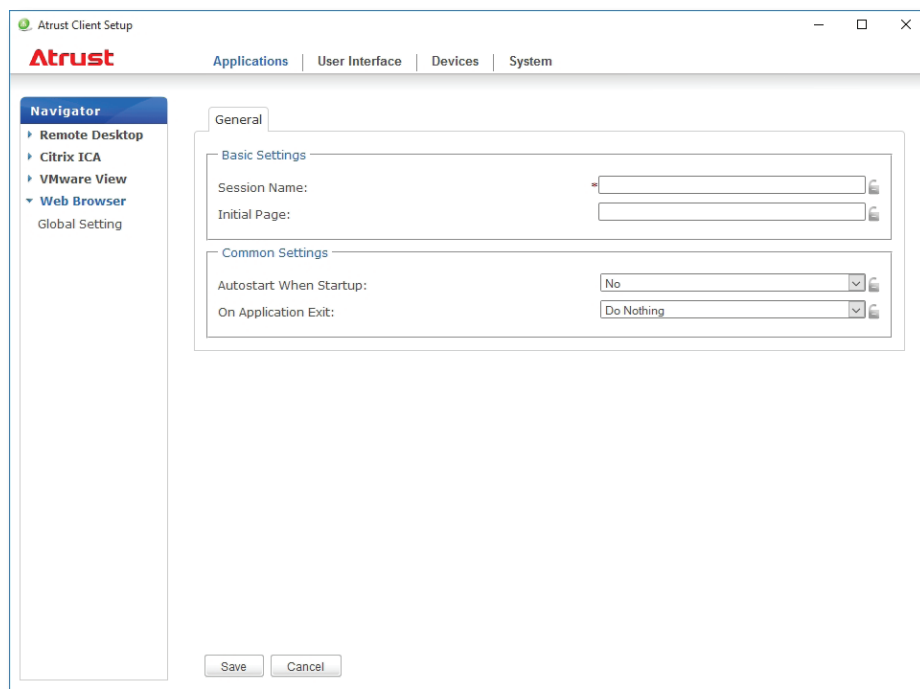 Atrust Client Setup
Atrust
Applications
User Interface
Devices
System
Navigator
Remote Desktop
Citrix ICA
VMware View
Web Browser
Global Setting
General
Basic Settings
Session Name: *
Initial Page:
Common Settings
Autostart When Startup: No
On Application Exit: Do Nothing
Save
Cancel